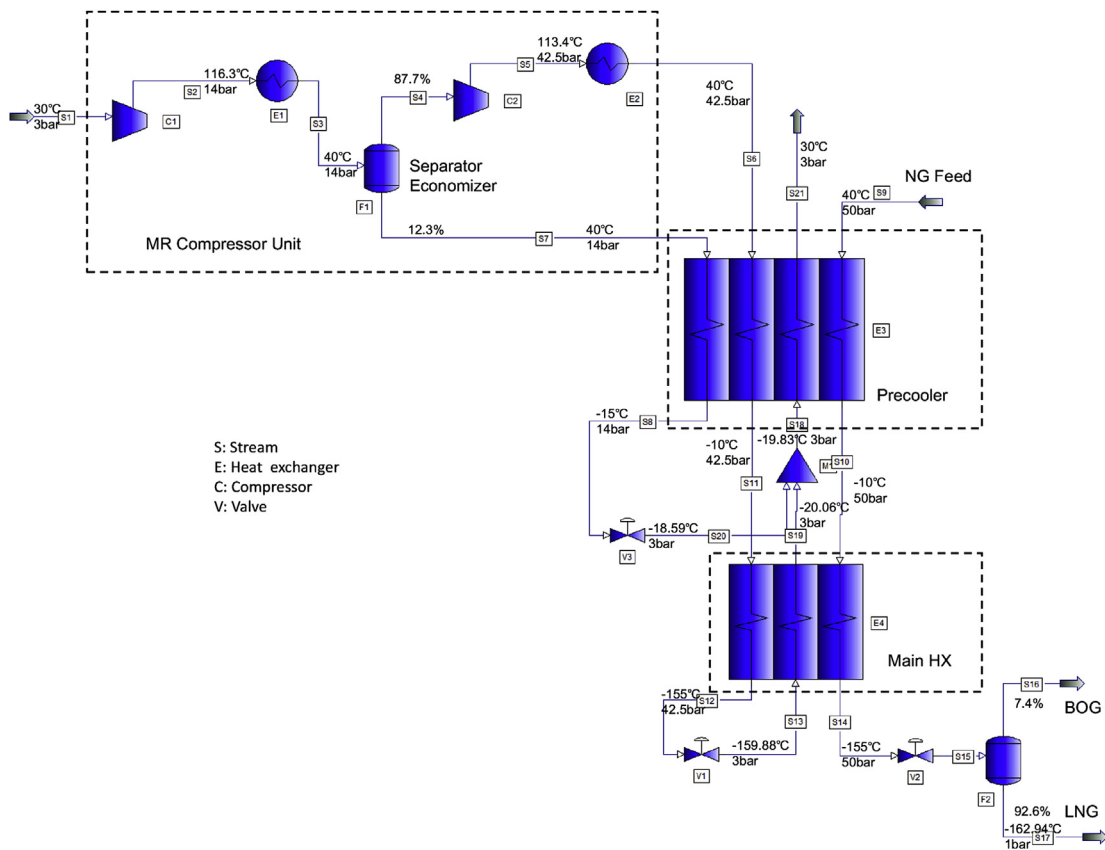 30℃
3bar
S1
C1
116.3℃
14bar
S2
E1
S3
40℃
14bar
F1
Separator
Economizer
87.7%
S4
C2
113.4℃
42.5bar
S5
E2
12.3%
S7
40℃
14bar
MR Compressor Unit
40℃
42.5bar
S6
30℃
3bar
S21
NG Feed
S9
40℃
50bar
E3
Precooler
-15℃
14bar
S8
S18
-19.83℃ 3bar
-10℃
42.5bar
S11
S10
-10℃
50bar
-20.06℃
3bar
S19
-18.59℃
3bar
S20
V3
S: Stream
E: Heat exchanger
C: Compressor
V: Valve
E4
Main HX
-155℃
S12
42.5bar
V1
-159.88℃
3bar
S13
S14
-155℃
50bar
V2
S15
F2
S16
7.4%
BOG
92.6%
LNG
-162.94℃
S17
1bar